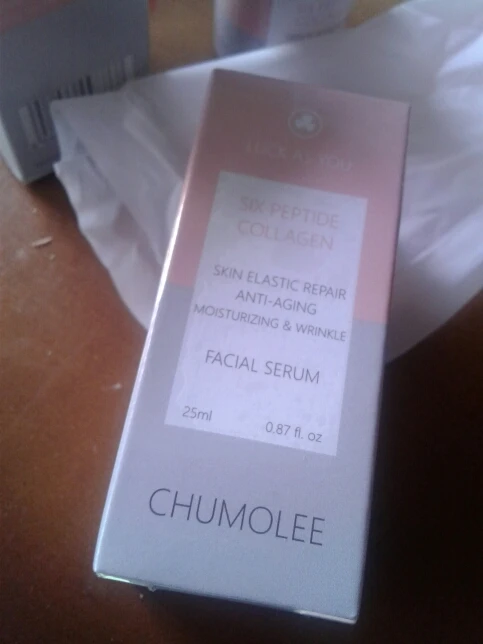 SIX PEPTIDE
COLLAGEN
SKIN ELASTIC REPAIR
ANTI-AGING
MOISTURIZING & WRINKLE
FACIAL SERUM
25ml 0.87 fl. oz
CHUMOLEE